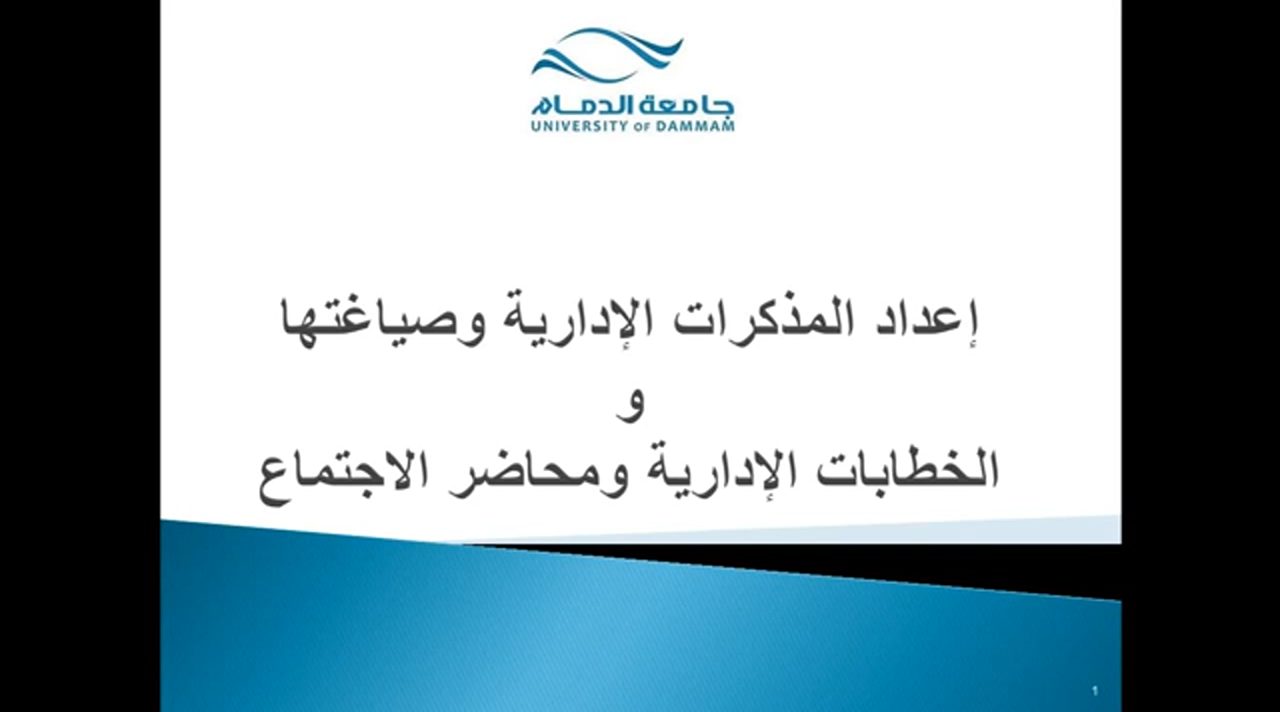 جامعة الدمام
UNIVERSITY OF DAMMAM
إعداد المذكرات الإدارية وصياغتها
و
الخطابات الإدارية ومحاضر الاجتماع
1